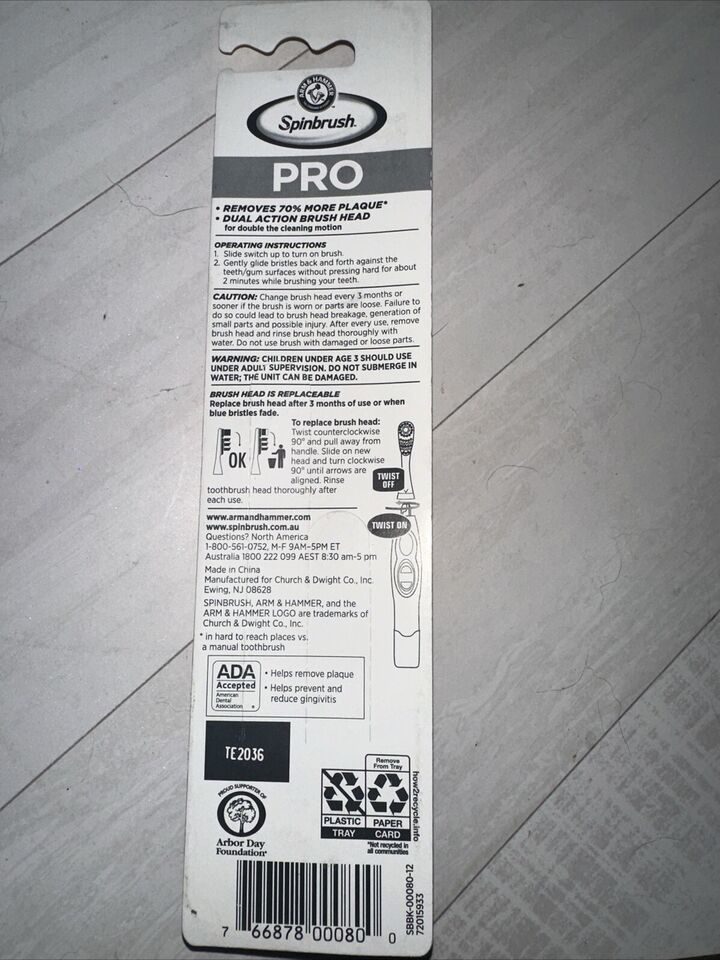 ARM & HAMMER
Spinbrush™
PRO
• REMOVES 70% MORE PLAQUE*
• DUAL ACTION BRUSH HEAD
for double the cleaning motion
OPERATING INSTRUCTIONS
1. Slide switch up to turn on brush.
2. Gently glide bristles back and forth against the
teeth/gum surfaces without pressing hard for about
2 minutes while brushing your teeth.
CAUTION: Change brush head every 3 months or
sooner if the brush is worn or parts are loose. Failure to
do so could lead to brush head breakage, generation of
small parts and possible injury. After every use, remove
brush head and rinse brush head thoroughly with
water. Do not use brush with damaged or loose parts.
WARNING: CHILDREN UNDER AGE 3 SHOULD USE
UNDER ADULT SUPERVISION. DO NOT SUBMERGE IN
WATER; THE UNIT CAN BE DAMAGED.
BRUSH HEAD IS REPLACEABLE
Replace brush head after 3 months of use or when
blue bristles fade.
To replace brush head:
Twist counterclockwise
90° and pull away from
handle. Slide on new
head and turn clockwise
90° until arrows are
aligned. Rinse
toothbrush head thoroughly after
each use.
OK
TWIST
OFF
TWIST ON
www.armandhammer.com
www.spinbrush.com.au
Questions? North America
1-800-561-0752, M-F 9AM-5PM ET
Australia 1800 222 099 AEST 8:30 am-5 pm
Made in China
Manufactured for Church & Dwight Co., Inc.
Ewing, NJ 08628
SPINBRUSH, ARM & HAMMER, and the
ARM & HAMMER LOGO are trademarks of
Church & Dwight Co., Inc.
* in hard to reach places vs.
a manual toothbrush
ADA
Accepted
American
Dental
Association
• Helps remove plaque
• Helps prevent and
reduce gingivitis
TE2036
PROUD SUPPORTER OF
Arbor Day
Foundation®
Remove
From Tray
PLASTIC PAPER
TRAY CARD
*Not recycled in
all communities
how2recycle.info
SBBK-00080-12
72015933
7 66878 00080 0